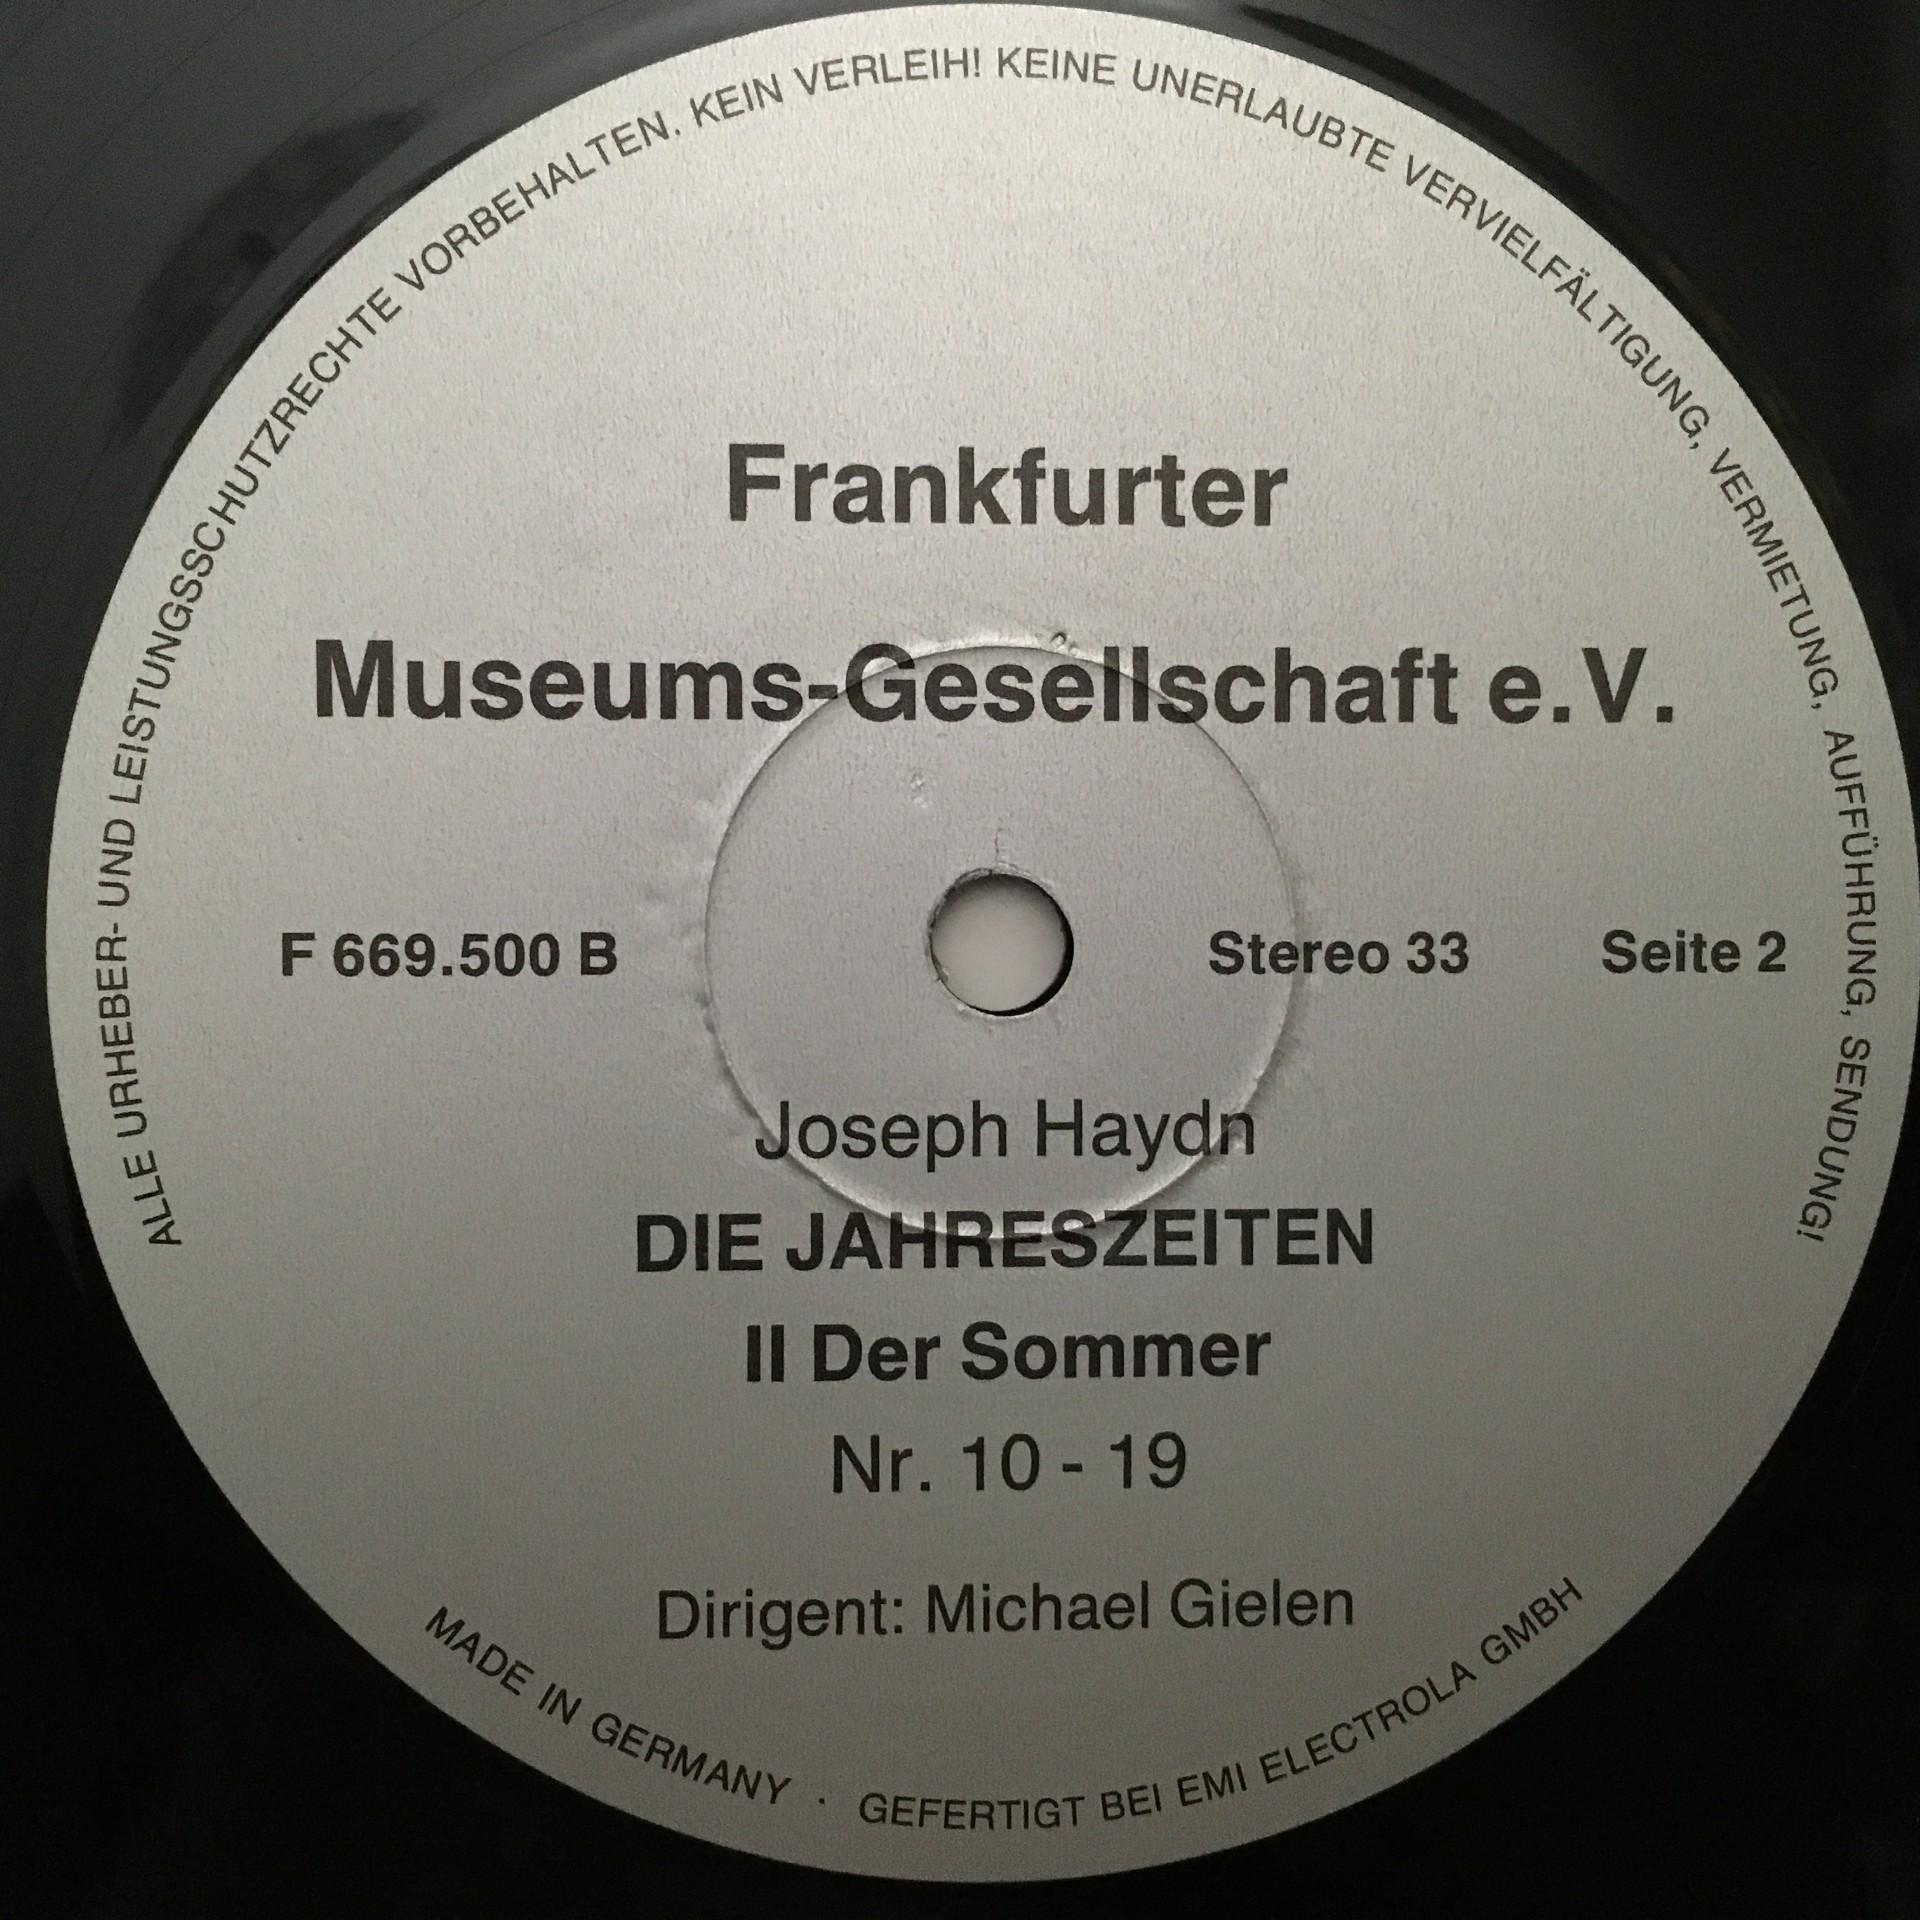 ALLE URHEBER- UND LEISTUNGSSCHUTZRECHTE VORBEHALTEN. KEIN VERLEIH! KEINE UNERLAUBTE VERVIELFÄLTIGUNG, VERMIETUNG, AUFFÜHRUNG, SENDUNG!
Frankfurter
Museums-Gesellschaft e.V.
F 669.500 B Stereo 33 Seite 2
Joseph Haydn
DIE JAHRESZEITEN
II Der Sommer
Nr. 10 - 19
Dirigent: Michael Gielen
MADE IN GERMANY · GEFERTIGT BEI EMI ELECTROLA GMBH